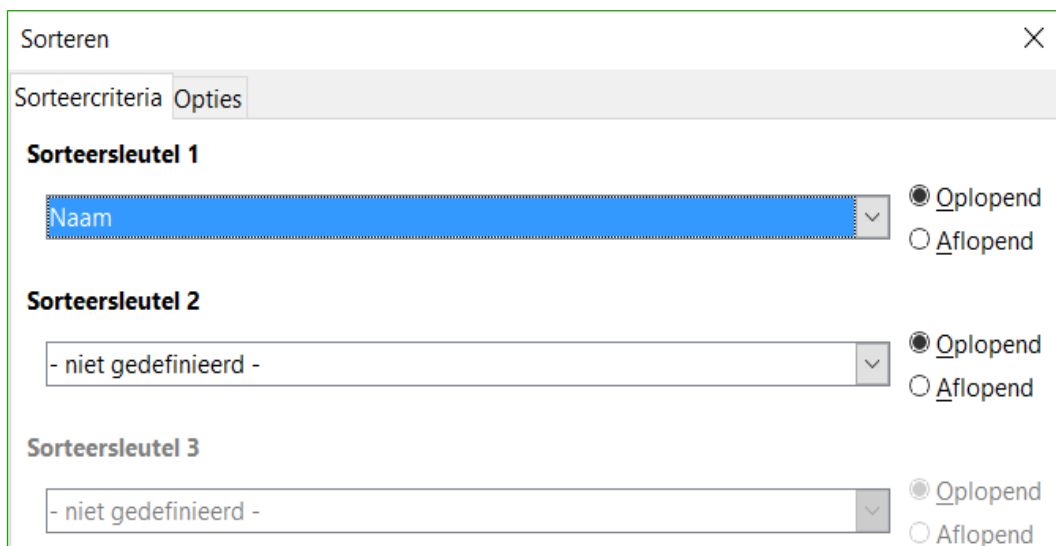 Sorteren
Sorteercriteria Opties
Sorteersleutel 1
Naam
Oplopend
Aflopend
Sorteersleutel 2
- niet gedefinieerd -
Oplopend
Aflopend
Sorteersleutel 3
- niet gedefinieerd -
Oplopend
Aflopend